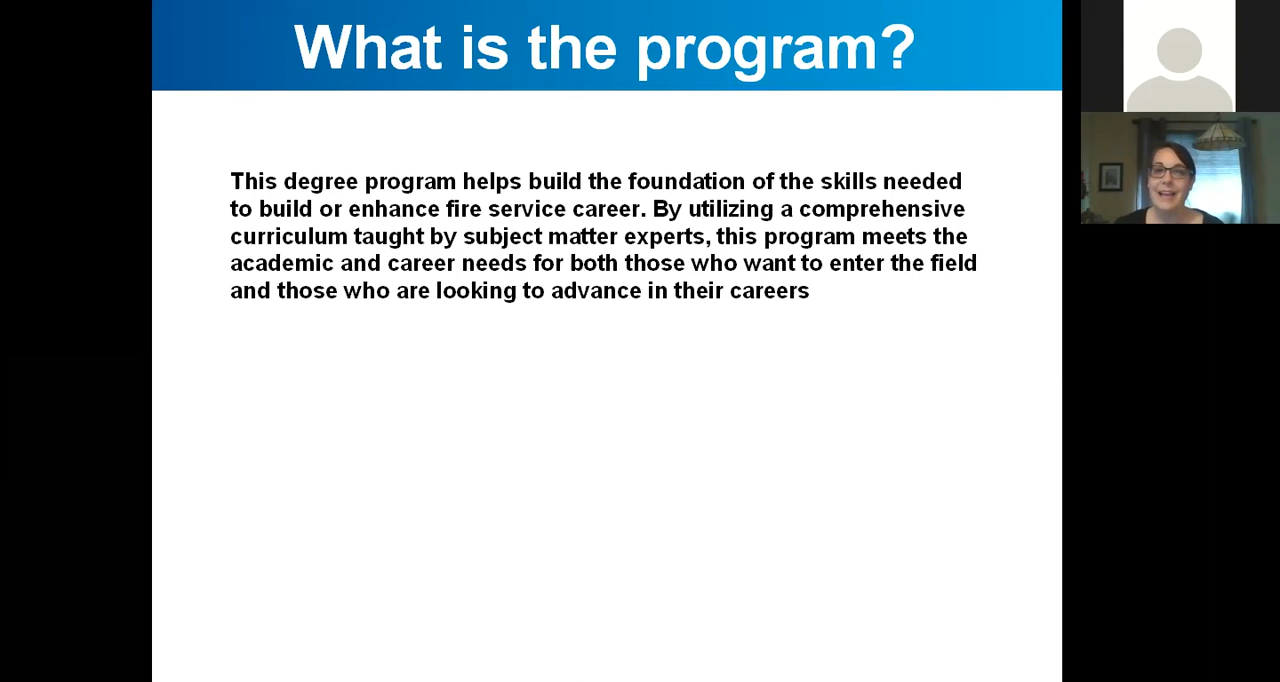 What is the program?
This degree program helps build the foundation of the skills needed
to build or enhance fire service career. By utilizing a comprehensive
curriculum taught by subject matter experts, this program meets the
academic and career needs for both those who want to enter the field
and those who are looking to advance in their careers